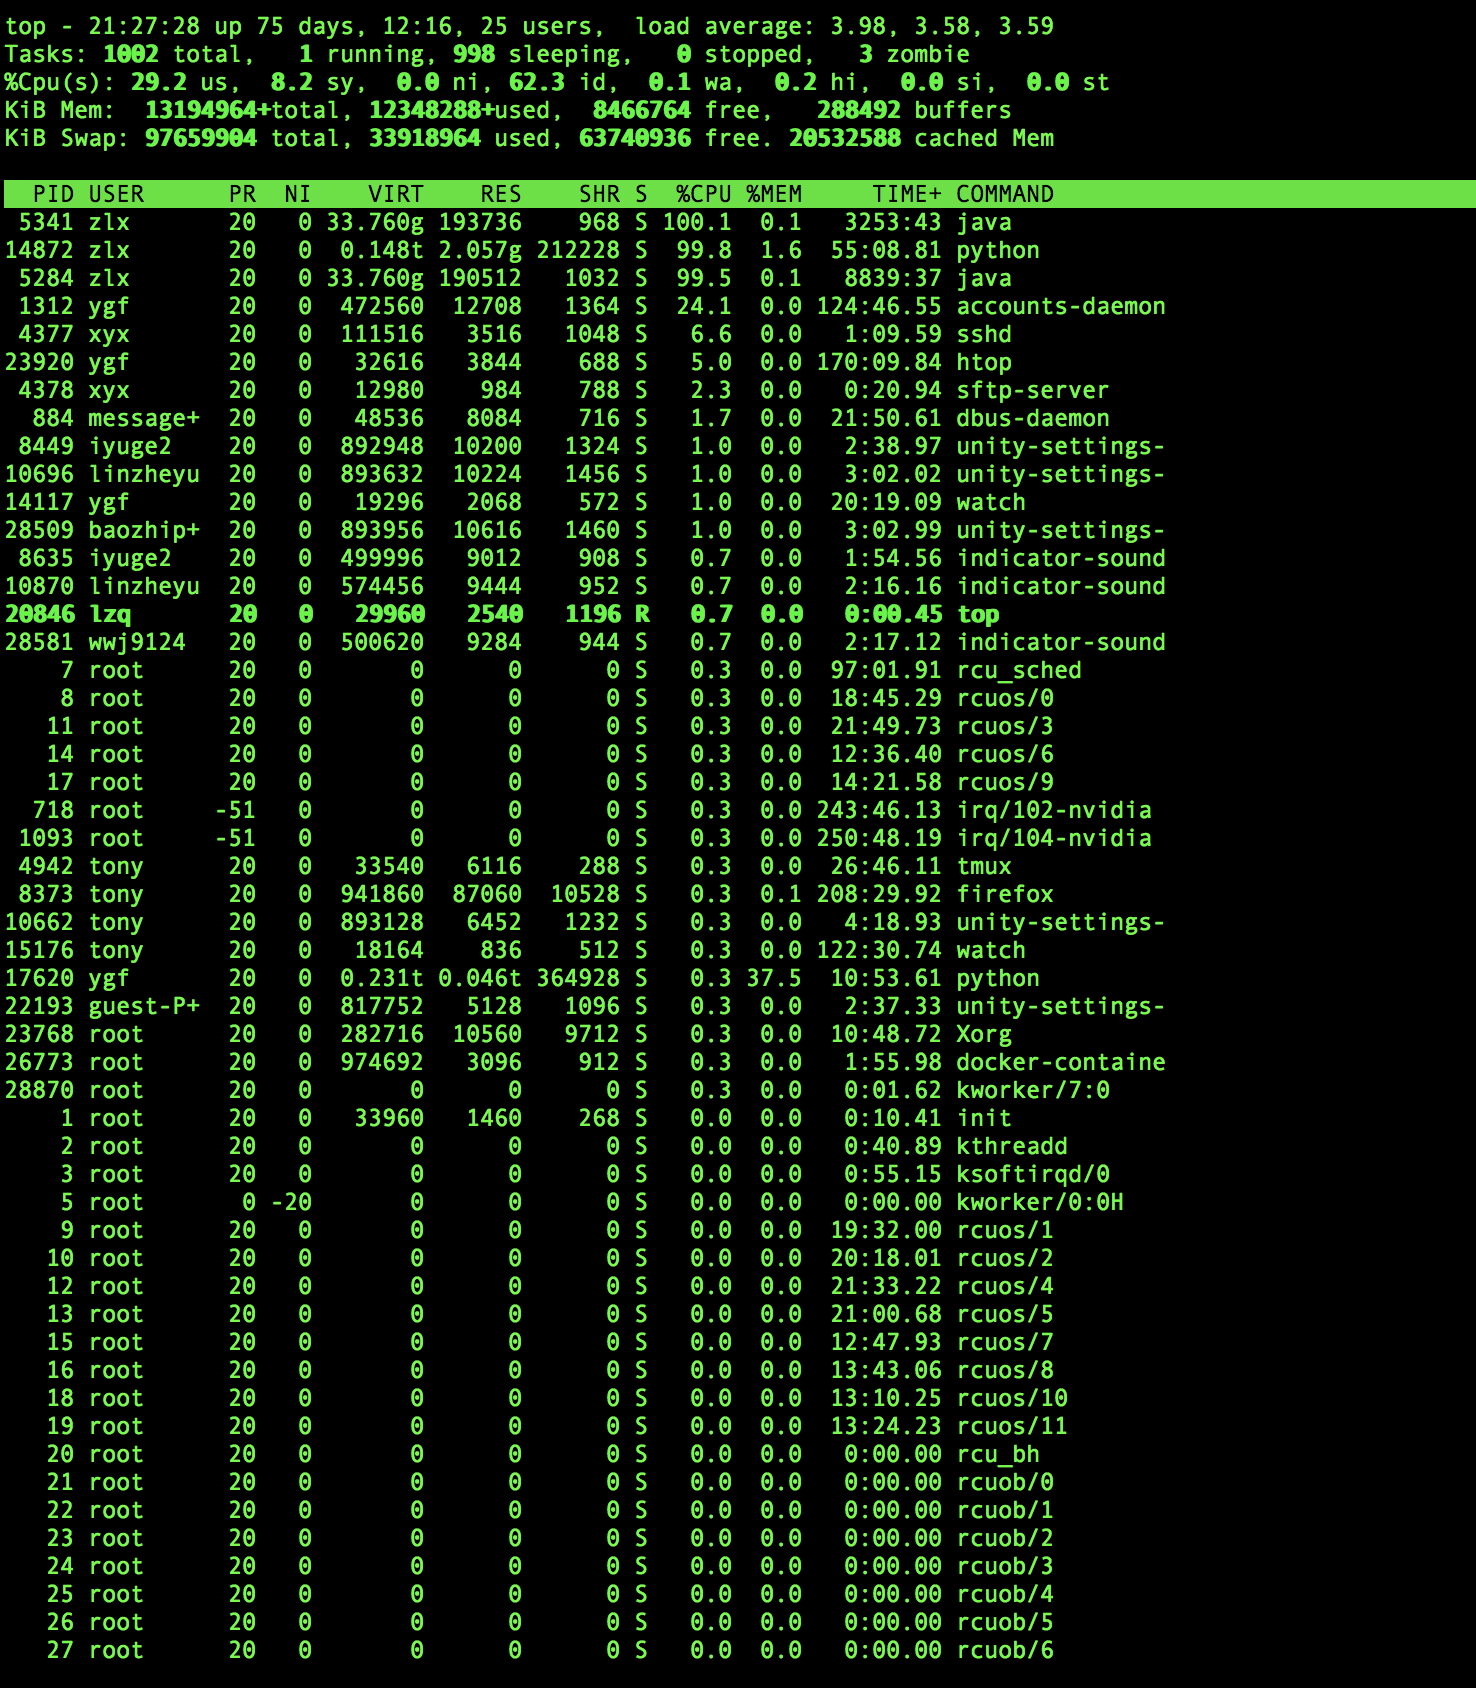 top - 21:27:28 up 75 days, 12:16, 25 users,  load average: 3.98, 3.58, 3.59
Tasks: 1002 total,   1 running, 998 sleeping,   0 stopped,   3 zombie
%Cpu(s): 29.2 us,  8.2 sy,  0.0 ni, 62.3 id,  0.1 wa,  0.2 hi,  0.0 si,  0.0 st
KiB Mem:  13194964+total, 12348288+used,  8466764 free,   288492 buffers
KiB Swap: 97659904 total, 33918964 used, 63740936 free. 20532588 cached Mem
  PID USER      PR  NI    VIRT    RES    SHR S  %CPU %MEM     TIME+ COMMAND
 5341 zlx       20   0 33.760g 193736    968 S 100.1  0.1   3253:43 java
14872 zlx       20   0  0.148t 2.057g 212228 S  99.8  1.6  55:08.81 python
 5284 zlx       20   0 33.760g 190512   1032 S  99.5  0.1   8839:37 java
 1312 ygf       20   0  472560  12708   1364 S  24.1  0.0 124:46.55 accounts-daemon
 4377 xyx       20   0  111516   3516   1048 S   6.6  0.0   1:09.59 sshd
23920 ygf       20   0   32616   3844    688 S   5.0  0.0 170:09.84 htop
 4378 xyx       20   0   12980    984    788 S   2.3  0.0   0:20.94 sftp-server
  884 message+  20   0   48536   8084    716 S   1.7  0.0  21:50.61 dbus-daemon
 8449 iyuge2    20   0  892948  10200   1324 S   1.0  0.0   2:38.97 unity-settings-
10696 linzheyu  20   0  893632  10224   1456 S   1.0  0.0   3:02.02 unity-settings-
14117 ygf       20   0   19296   2068    572 S   1.0  0.0  20:19.09 watch
28509 baozhip+  20   0  893956  10616   1460 S   1.0  0.0   3:02.99 unity-settings-
 8635 iyuge2    20   0  499996   9012    908 S   0.7  0.0   1:54.56 indicator-sound
10870 linzheyu  20   0  574456   9444    952 S   0.7  0.0   2:16.16 indicator-sound
20846 lzq       20   0   29960   2540   1196 R   0.7  0.0   0:00.45 top
28581 wwj9124   20   0  500620   9284    944 S   0.7  0.0   2:17.12 indicator-sound
    7 root      20   0       0      0      0 S   0.3  0.0  97:01.91 rcu_sched
    8 root      20   0       0      0      0 S   0.3  0.0  18:45.29 rcuos/0
   11 root      20   0       0      0      0 S   0.3  0.0  21:49.73 rcuos/3
   14 root      20   0       0      0      0 S   0.3  0.0  12:36.40 rcuos/6
   17 root      20   0       0      0      0 S   0.3  0.0  14:21.58 rcuos/9
  718 root     -51   0       0      0      0 S   0.3  0.0 243:46.13 irq/102-nvidia
 1093 root     -51   0       0      0      0 S   0.3  0.0 250:48.19 irq/104-nvidia
 4942 tony      20   0   33540   6116    288 S   0.3  0.0  26:46.11 tmux
 8373 tony      20   0  941860  87060  10528 S   0.3  0.1 208:29.92 firefox
10662 tony      20   0  893128   6452   1232 S   0.3  0.0   4:18.93 unity-settings-
15176 tony      20   0   18164    836    512 S   0.3  0.0 122:30.74 watch
17620 ygf       20   0  0.231t 0.046t 364928 S   0.3 37.5  10:53.61 python
22193 guest-P+  20   0  817752   5128   1096 S   0.3  0.0   2:37.33 unity-settings-
23768 root      20   0  282716  10560   9712 S   0.3  0.0  10:48.72 Xorg
26773 root      20   0  974692   3096    912 S   0.3  0.0   1:55.98 docker-containe
28870 root      20   0       0      0      0 S   0.3  0.0   0:01.62 kworker/7:0
    1 root      20   0   33960   1460    268 S   0.0  0.0   0:10.41 init
    2 root      20   0       0      0      0 S   0.0  0.0   0:40.89 kthreadd
    3 root      20   0       0      0      0 S   0.0  0.0   0:55.15 ksoftirqd/0
    5 root       0 -20       0      0      0 S   0.0  0.0   0:00.00 kworker/0:0H
    9 root      20   0       0      0      0 S   0.0  0.0  19:32.00 rcuos/1
   10 root      20   0       0      0      0 S   0.0  0.0  20:18.01 rcuos/2
   12 root      20   0       0      0      0 S   0.0  0.0  21:33.22 rcuos/4
   13 root      20   0       0      0      0 S   0.0  0.0  21:00.68 rcuos/5
   15 root      20   0       0      0      0 S   0.0  0.0  12:47.93 rcuos/7
   16 root      20   0       0      0      0 S   0.0  0.0  13:43.06 rcuos/8
   18 root      20   0       0      0      0 S   0.0  0.0  13:10.25 rcuos/10
   19 root      20   0       0      0      0 S   0.0  0.0  13:24.23 rcuos/11
   20 root      20   0       0      0      0 S   0.0  0.0   0:00.00 rcu_bh
   21 root      20   0       0      0      0 S   0.0  0.0   0:00.00 rcuob/0
   22 root      20   0       0      0      0 S   0.0  0.0   0:00.00 rcuob/1
   23 root      20   0       0      0      0 S   0.0  0.0   0:00.00 rcuob/2
   24 root      20   0       0      0      0 S   0.0  0.0   0:00.00 rcuob/3
   25 root      20   0       0      0      0 S   0.0  0.0   0:00.00 rcuob/4
   26 root      20   0       0      0      0 S   0.0  0.0   0:00.00 rcuob/5
   27 root      20   0       0      0      0 S   0.0  0.0   0:00.00 rcuob/6